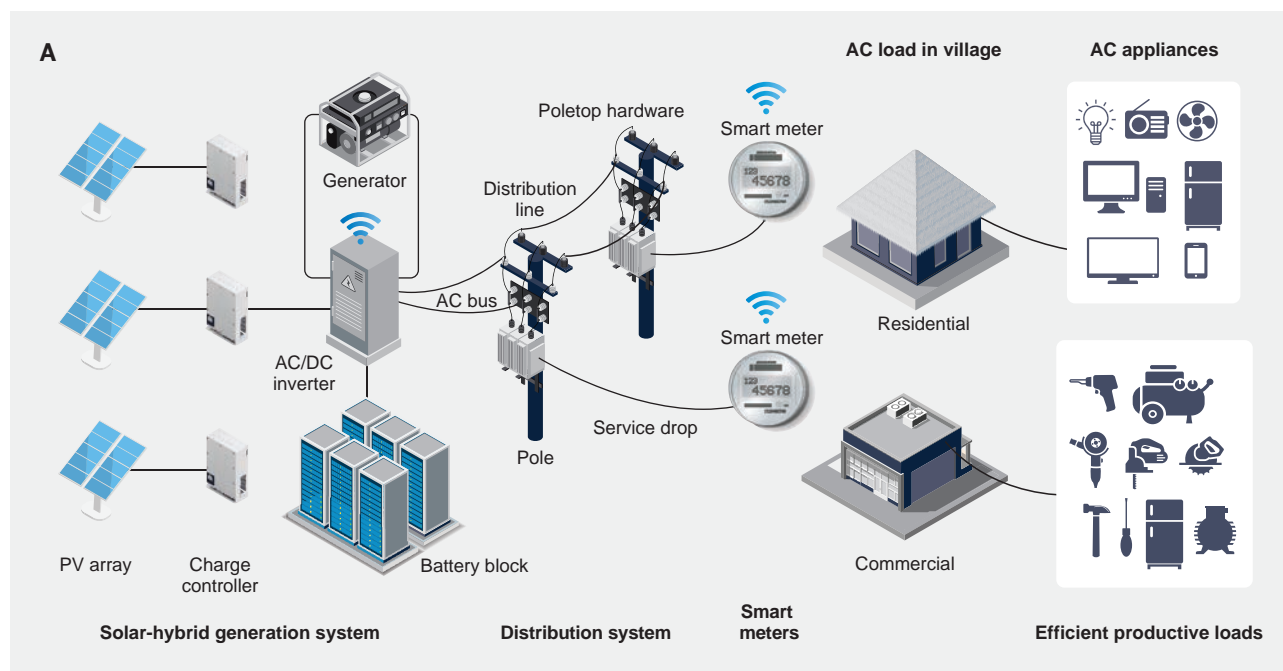 A
AC load in village
AC appliances
Poletop hardware
Smart meter
123
45678
Generator
Distribution
line
AC bus
Residential
AC/DC
inverter
Smart meter
123
45678
Service drop
Pole
PV array
Charge
controller
Battery block
Commercial
Solar-hybrid generation system
Distribution system
Smart
meters
Efficient productive loads